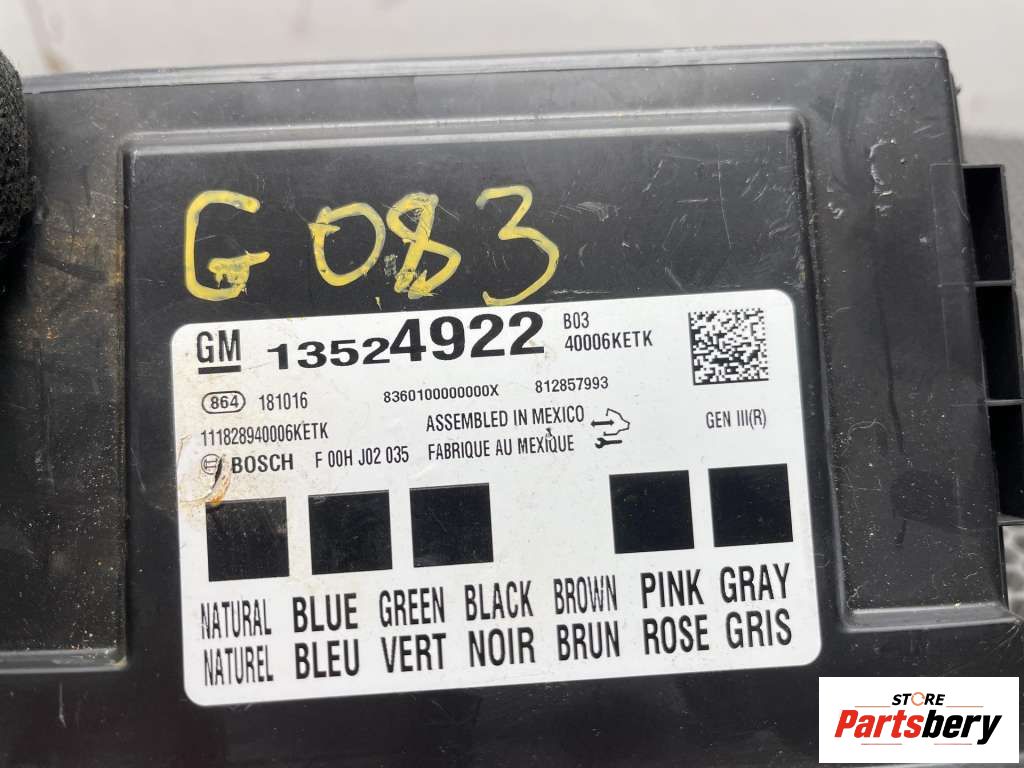 G083
GM 13524922 B03
40006KETK
864 181016 8360100000000X 812857993
111828940006KETK ASSEMBLED IN MEXICO GEN III(R)
BOSCH F 00H J02 035 FABRIQUE AU MEXIQUE
NATURAL BLUE GREEN BLACK BROWN PINK GRAY
NATUREL BLEU VERT NOIR BRUN ROSE GRIS
STORE
Partsbery